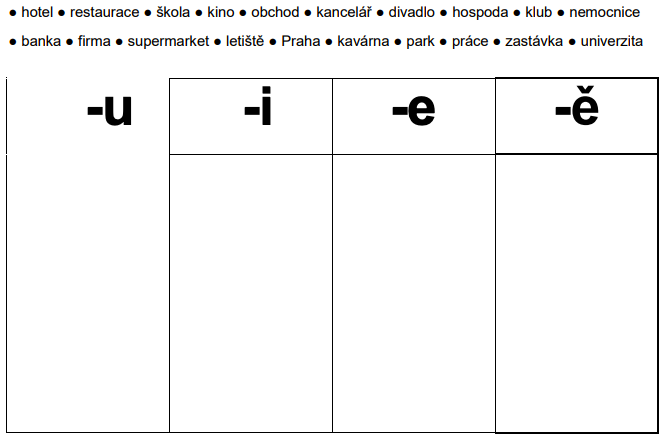 ● hotel ● restaurace ● škola ● kino ● obchod ● kancelář ● divadlo ● hospoda ● klub ● nemocnice
● banka ● firma ● supermarket ● letiště ● Praha ● kavárna ● park ● práce ● zastávka ● univerzita
-u -i -e -ě